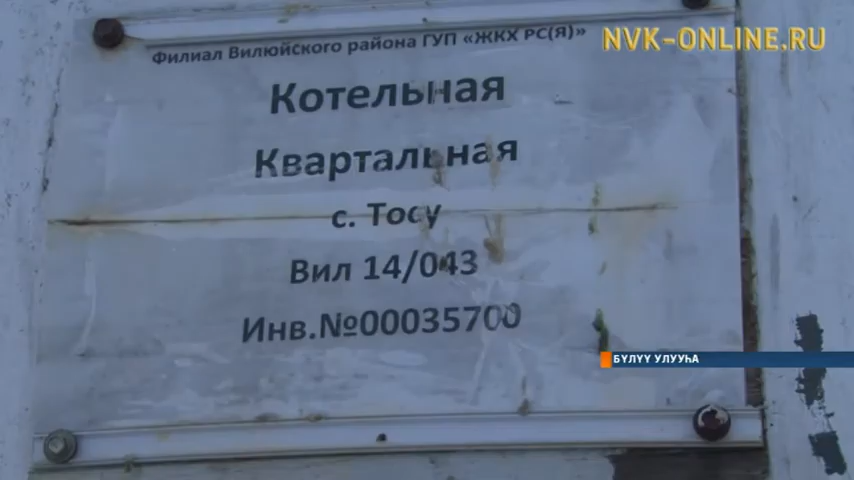 NVK-ONLINE.RU
Филиал Вилюйского района ГУП «ЖКХ РС(Я)»
Котельная
Квартальная
с. Тосу
Вил 14/043
Инв.№00035700
БҮЛҮҮ УЛУУҺА